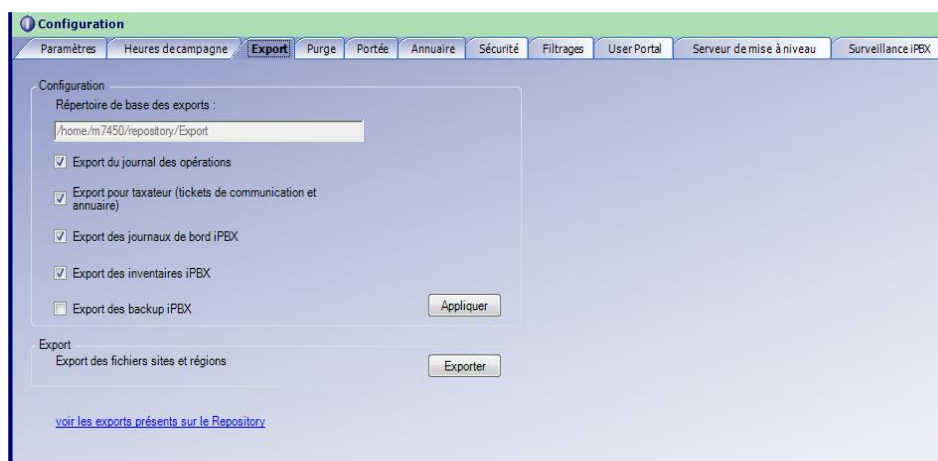 Configuration
Paramètres Heures de campagne Export Purge Portée Annuaire Sécurité Filtrages User Portal Serveur de mise à niveau Surveillance iPBX
Configuration
Répertoire de base des exports :
/home/m7450/repository/Export
Export du journal des opérations
Export pour taxateur (tickets de communication et
annuaire)
Export des journaux de bord iPBX
Export des inventaires iPBX
Export des backup iPBX
Appliquer
Export
Export des fichiers sites et régions
Exporter
voir les exports présents sur le Repository